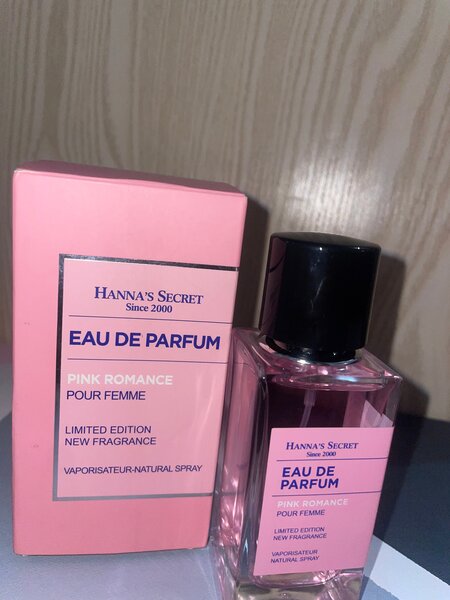 HANNA'S SECRET
Since 2000
EAU DE PARFUM
PINK ROMANCE
POUR FEMME
LIMITED EDITION
NEW FRAGRANCE
VAPORISATEUR-NATURAL SPRAY
HANNA'S SECRET
Since 2000
EAU DE
PARFUM
PINK ROMANCE
POUR FEMME
LIMITED EDITION
NEW FRAGRANCE
VAPORISATEUR
NATURAL SPRAY